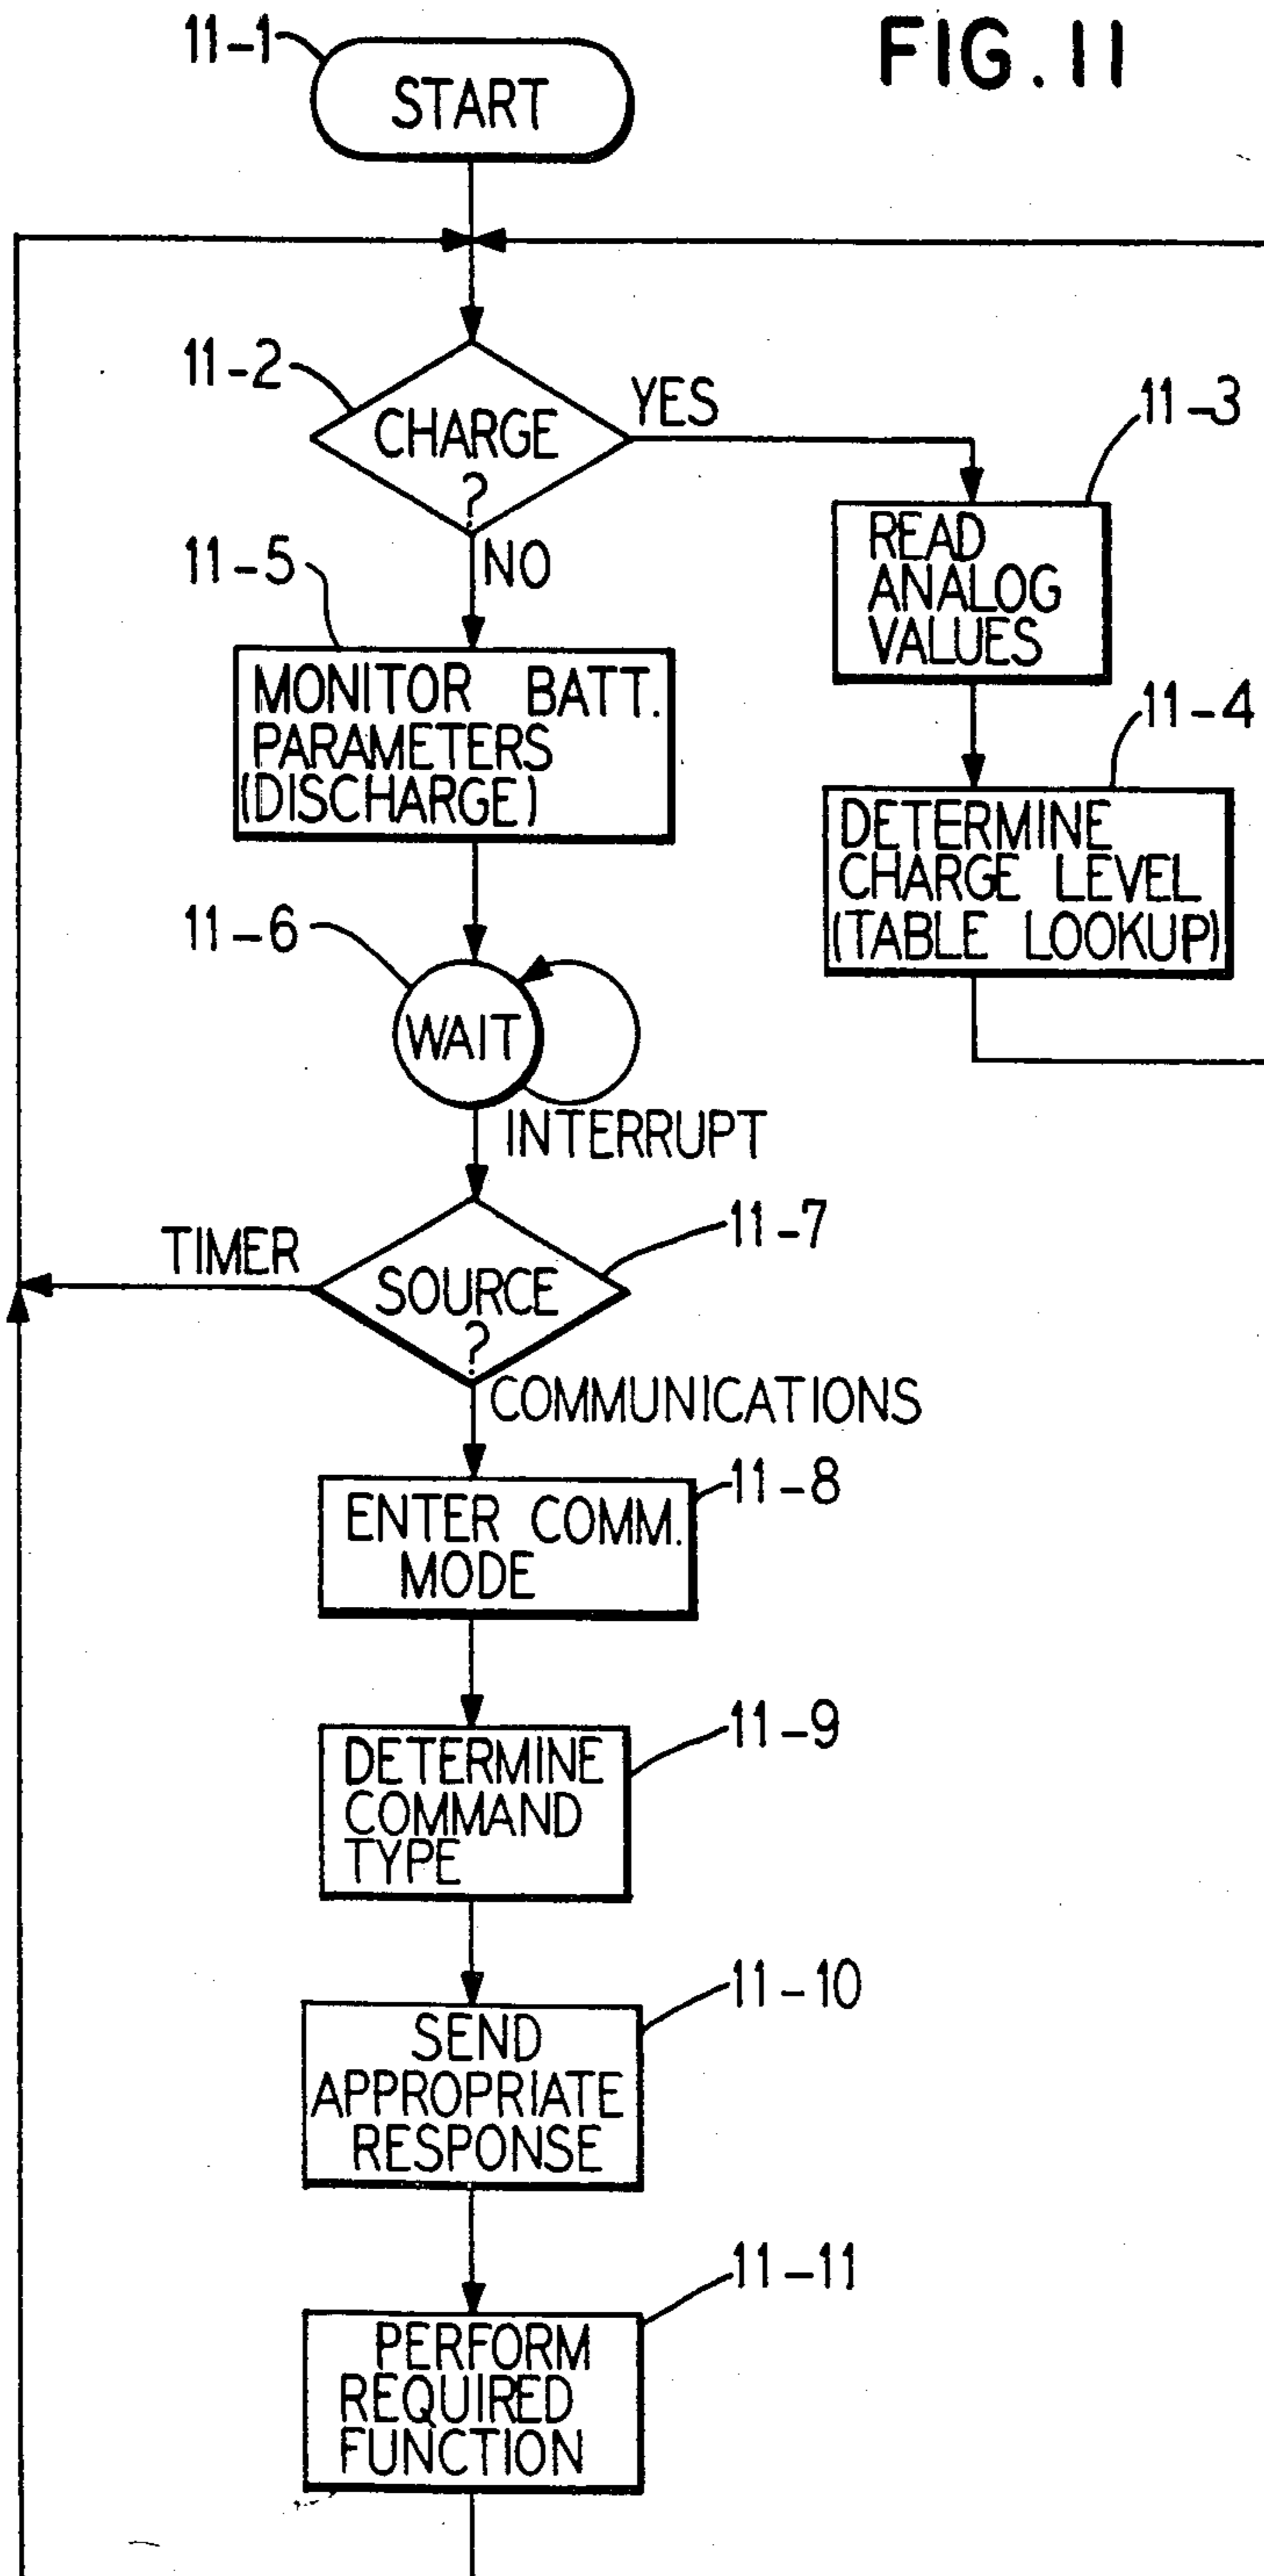 FIG. 11
11-1
START
11-2
CHARGE
?
YES
NO
11-3
READ
ANALOG
VALUES
11-4
DETERMINE
CHARGE LEVEL
(TABLE LOOKUP)
11-5
MONITOR BATT.
PARAMETERS
(DISCHARGE)
11-6
WAIT
INTERRUPT
11-7
SOURCE
?
TIMER
COMMUNICATIONS
11-8
ENTER COMM.
MODE
11-9
DETERMINE
COMMAND
TYPE
11-10
SEND
APPROPRIATE
RESPONSE
11-11
PERFORM
REQUIRED
FUNCTION